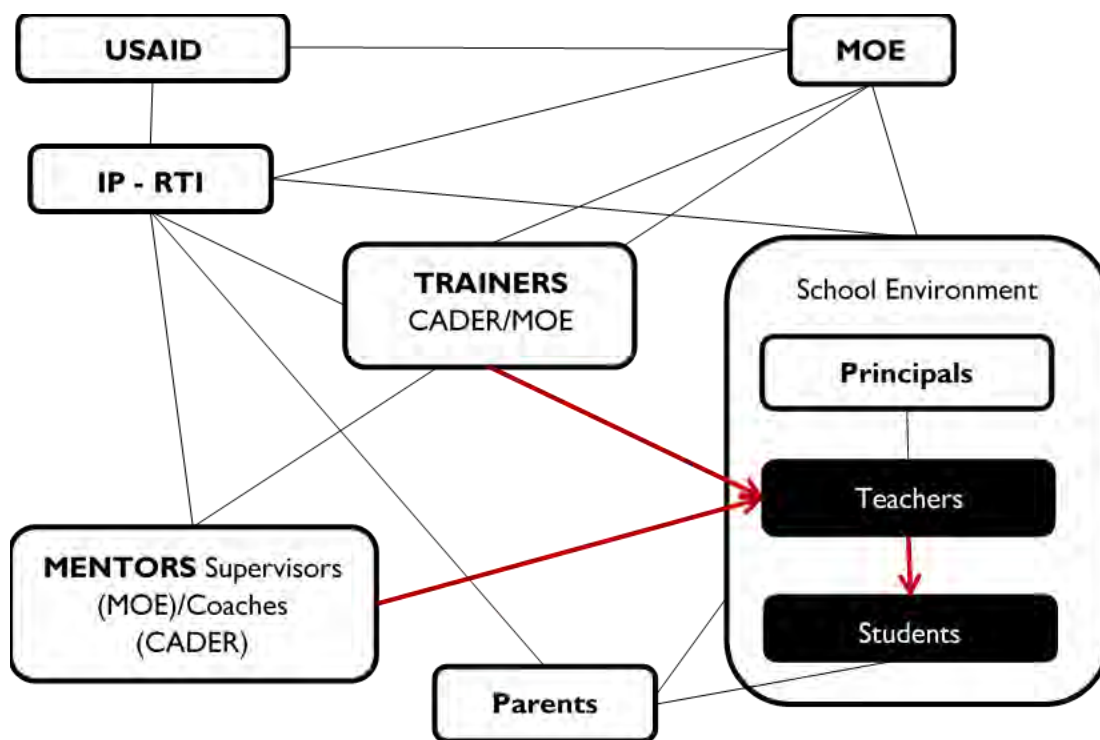 USAID
MOE
IP - RTI
TRAINERS
CADER/MOE
School Environment
Principals
Teachers
Students
MENTORS Supervisors
(MOE)/Coaches
(CADER)
Parents